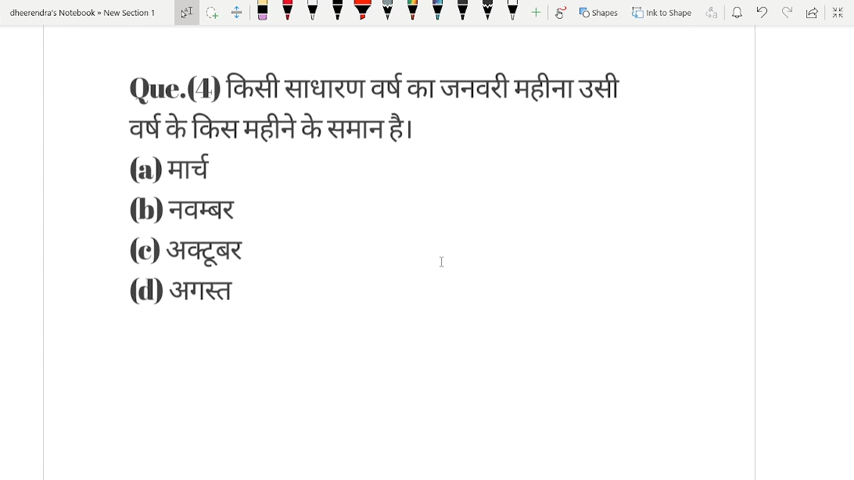 dheerendra's Notebook » New Section 1
Shapes
Ink to Shape
Que.(4) किसी साधारण वर्ष का जनवरी महीना उसी
वर्ष के किस महीने के समान है।
(a) मार्च
(b) नवम्बर
(c) अक्टूबर
(d) अगस्त